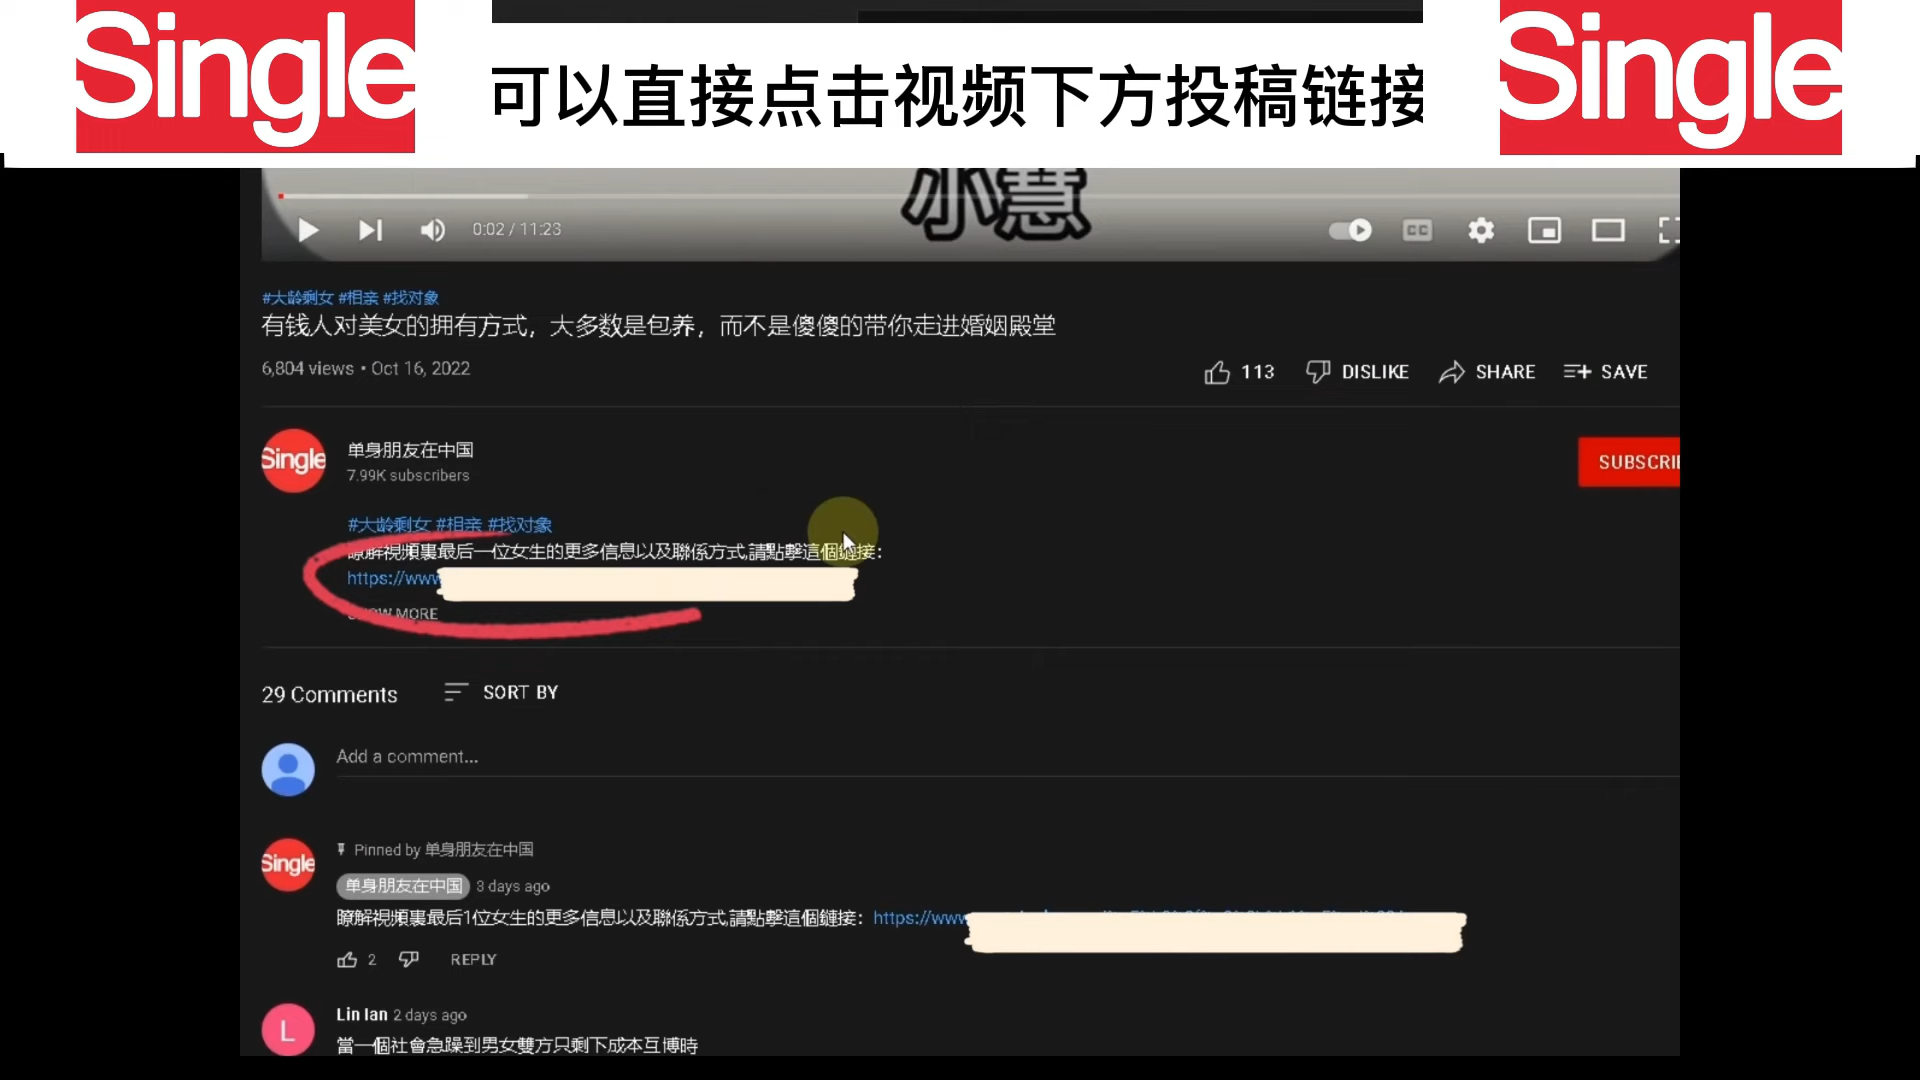 Single
可以直接点击视频下方投稿链接
Single
小慧
0:02 / 11:23
CC
#大龄剩女 #相亲 #找对象
有钱人对美女的拥有方式，大多数是包养，而不是傻傻的带你走进婚姻殿堂
6,804 views • Oct 16, 2022
113
DISLIKE
SHARE
SAVE
Single
单身朋友在中国
7.99K subscribers
SUBSCRI
#大龄剩女 #相亲 #找对象
瞭解視頻裏最后一位女生的更多信息以及聯係方式,請點擊這個鏈接：
https://www
SHOW MORE
29 Comments
SORT BY
Add a comment...
Single
Pinned by 单身朋友在中国
单身朋友在中国 3 days ago
瞭解視頻裏最后1位女生的更多信息以及聯係方式,請點擊這個鏈接： https://www
2
REPLY
L
Lin Ian 2 days ago
當一個社會急躁到男女雙方只剩下成本互博時